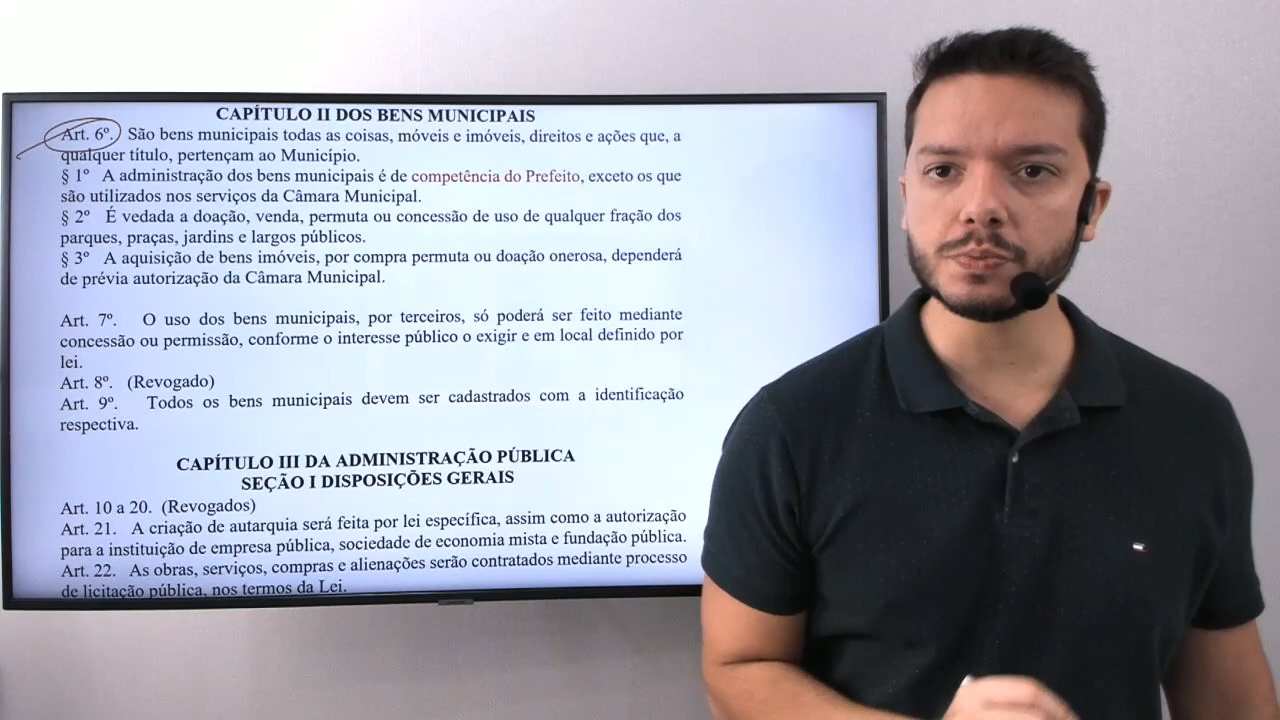 CAPÍTULO II DOS BENS MUNICIPAIS
Art. 6º. São bens municipais todas as coisas, móveis e imóveis, direitos e ações que, a
qualquer título, pertençam ao Município.
§ 1º A administração dos bens municipais é de competência do Prefeito, exceto os que
são utilizados nos serviços da Câmara Municipal.
§ 2º É vedada a doação, venda, permuta ou concessão de uso de qualquer fração dos
parques, praças, jardins e largos públicos.
§ 3º A aquisição de bens imóveis, por compra permuta ou doação onerosa, dependerá
de prévia autorização da Câmara Municipal.
Art. 7º. O uso dos bens municipais, por terceiros, só poderá ser feito mediante
concessão ou permissão, conforme o interesse público o exigir e em local definido por
lei.
Art. 8º. (Revogado)
Art. 9º. Todos os bens municipais devem ser cadastrados com a identificação
respectiva.
CAPÍTULO III DA ADMINISTRAÇÃO PÚBLICA
SEÇÃO I DISPOSIÇÕES GERAIS
Art. 10 a 20. (Revogados)
Art. 21. A criação de autarquia será feita por lei específica, assim como a autorização
para a instituição de empresa pública, sociedade de economia mista e fundação pública.
Art. 22. As obras, serviços, compras e alienações serão contratados mediante processo
de licitação pública, nos termos da Lei.